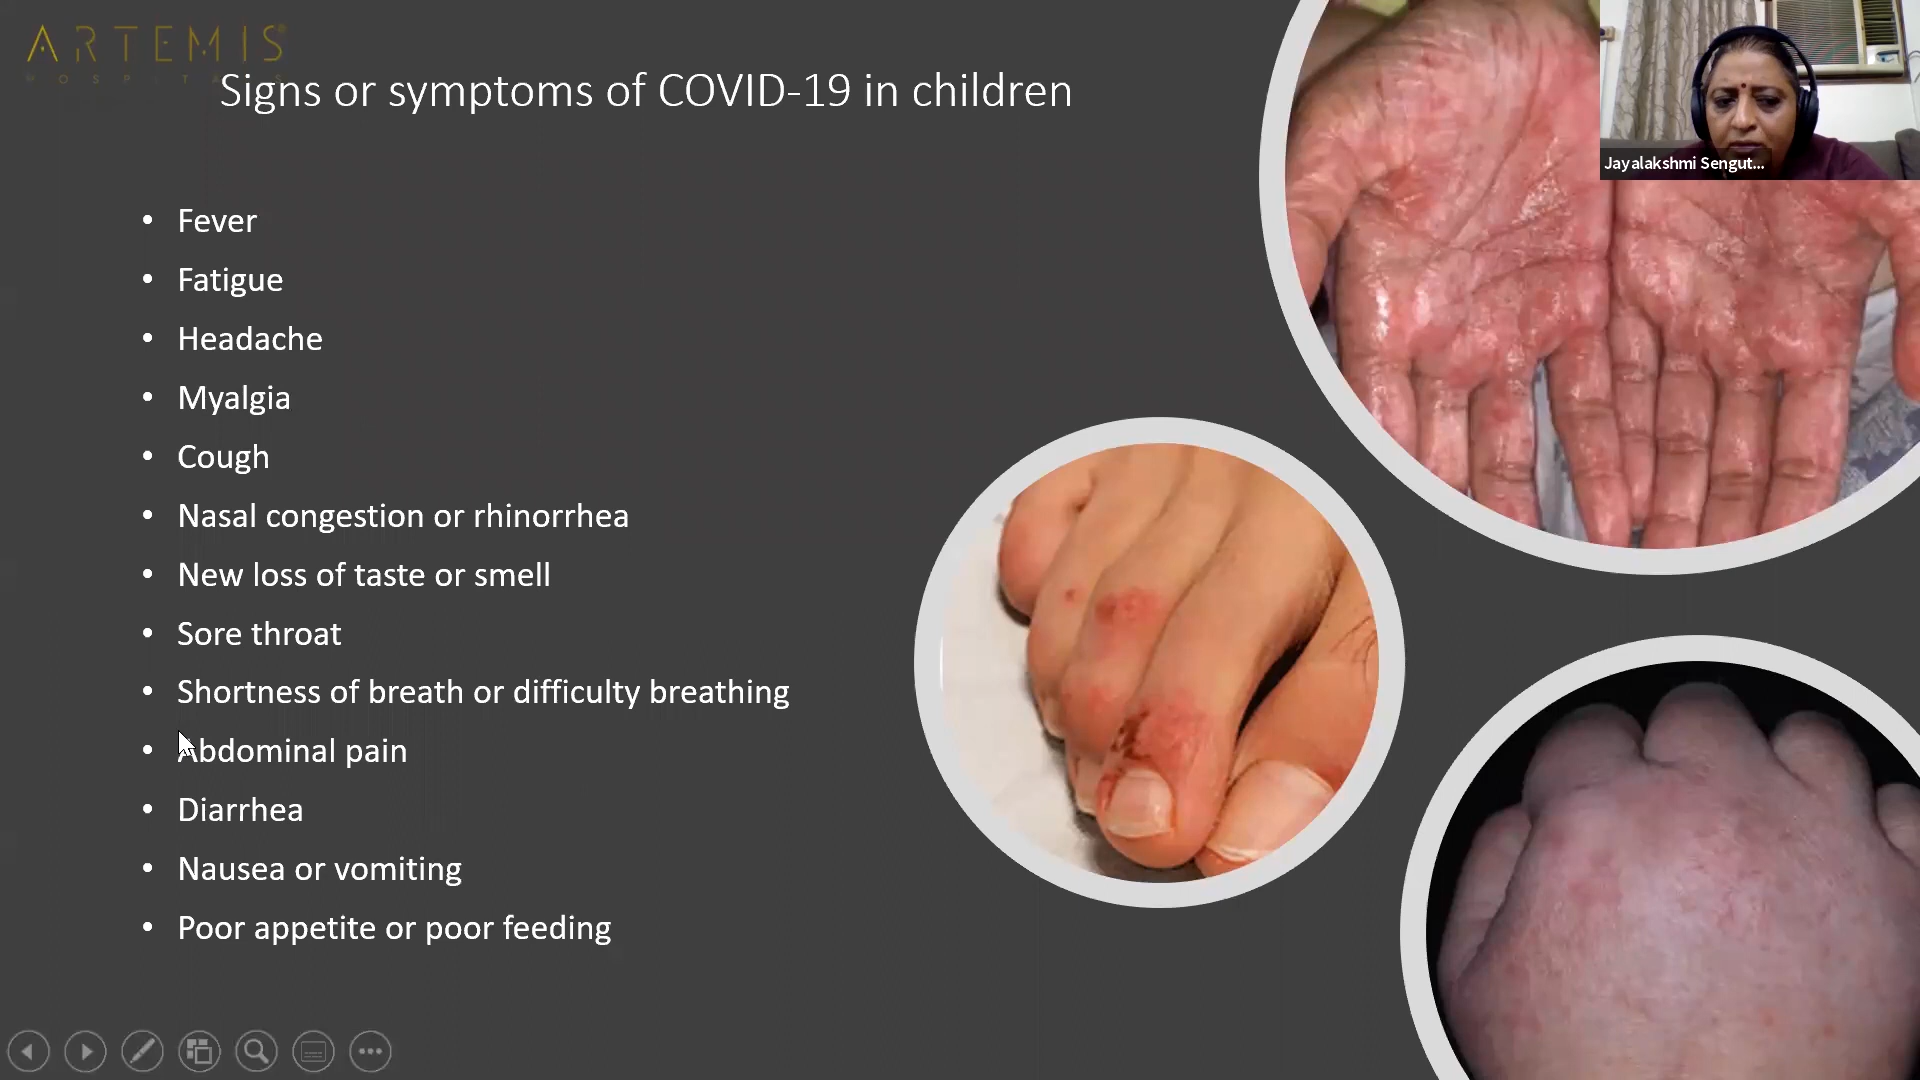 ARTEMIS
HOSPITALS
Signs or symptoms of COVID-19 in children
Jayalakshmi Sengut...
• Fever
• Fatigue
• Headache
• Myalgia
• Cough
• Nasal congestion or rhinorrhea
• New loss of taste or smell
• Sore throat
• Shortness of breath or difficulty breathing
• Abdominal pain
• Diarrhea
• Nausea or vomiting
• Poor appetite or poor feeding